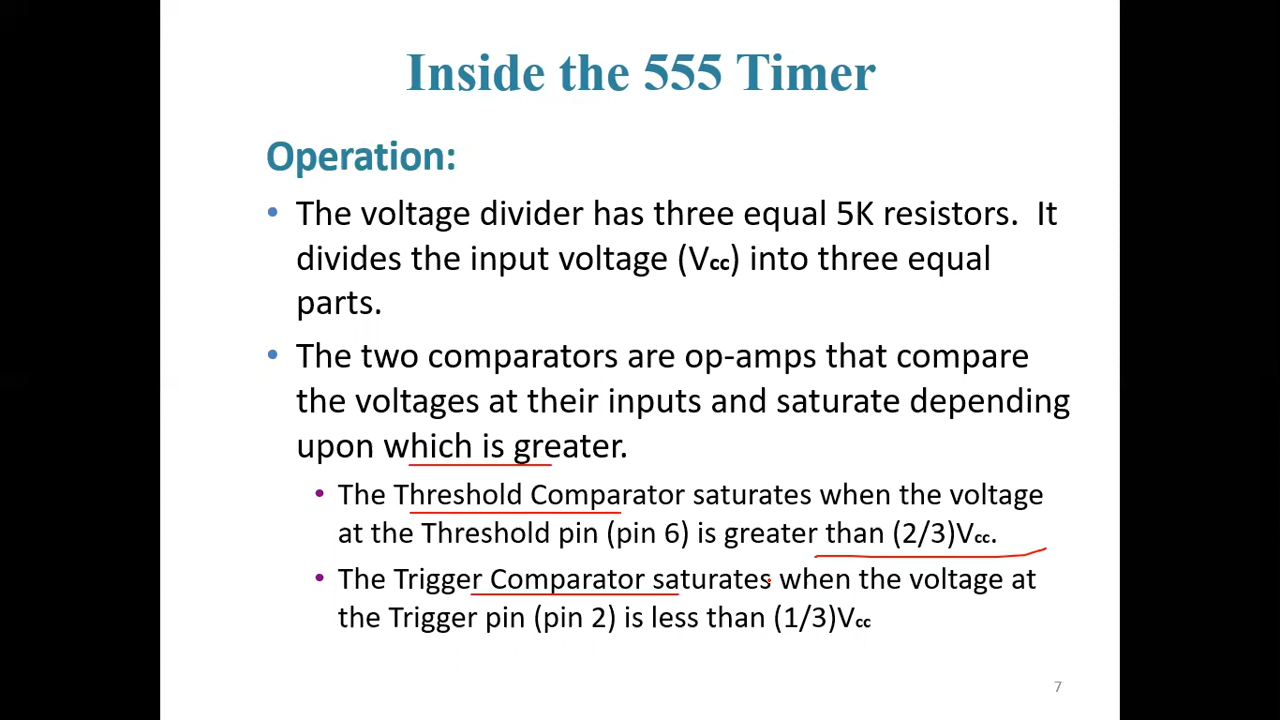 Inside the 555 Timer
Operation:
• The voltage divider has three equal 5K resistors. It
divides the input voltage (Vcc) into three equal
parts.
• The two comparators are op-amps that compare
the voltages at their inputs and saturate depending
upon which is greater.
• The Threshold Comparator saturates when the voltage
at the Threshold pin (pin 6) is greater than (2/3)Vcc.
• The Trigger Comparator saturates when the voltage at
the Trigger pin (pin 2) is less than (1/3)Vcc
7